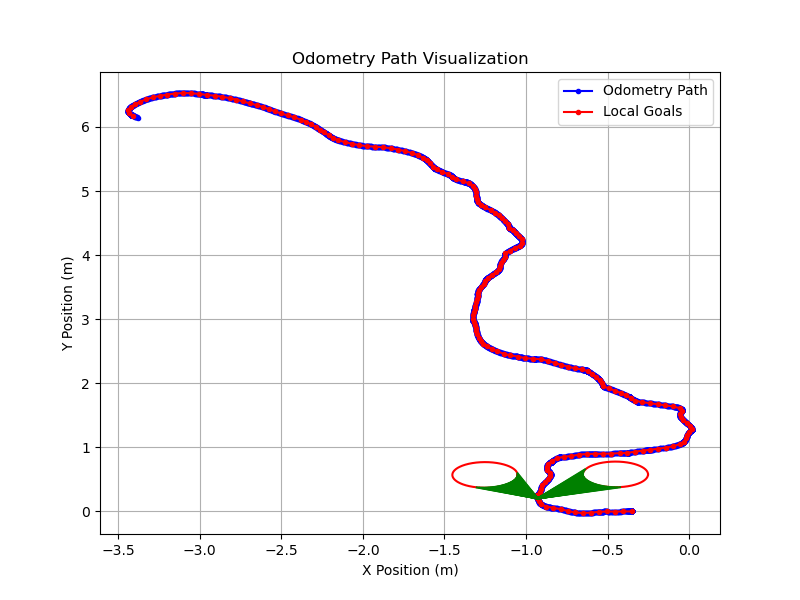 Odometry Path Visualization
Odometry Path
Local Goals
Y Position (m)
6
5
4
3
2
1
0
−3.5 −3.0 −2.5 −2.0 −1.5 −1.0 −0.5 0.0
X Position (m)